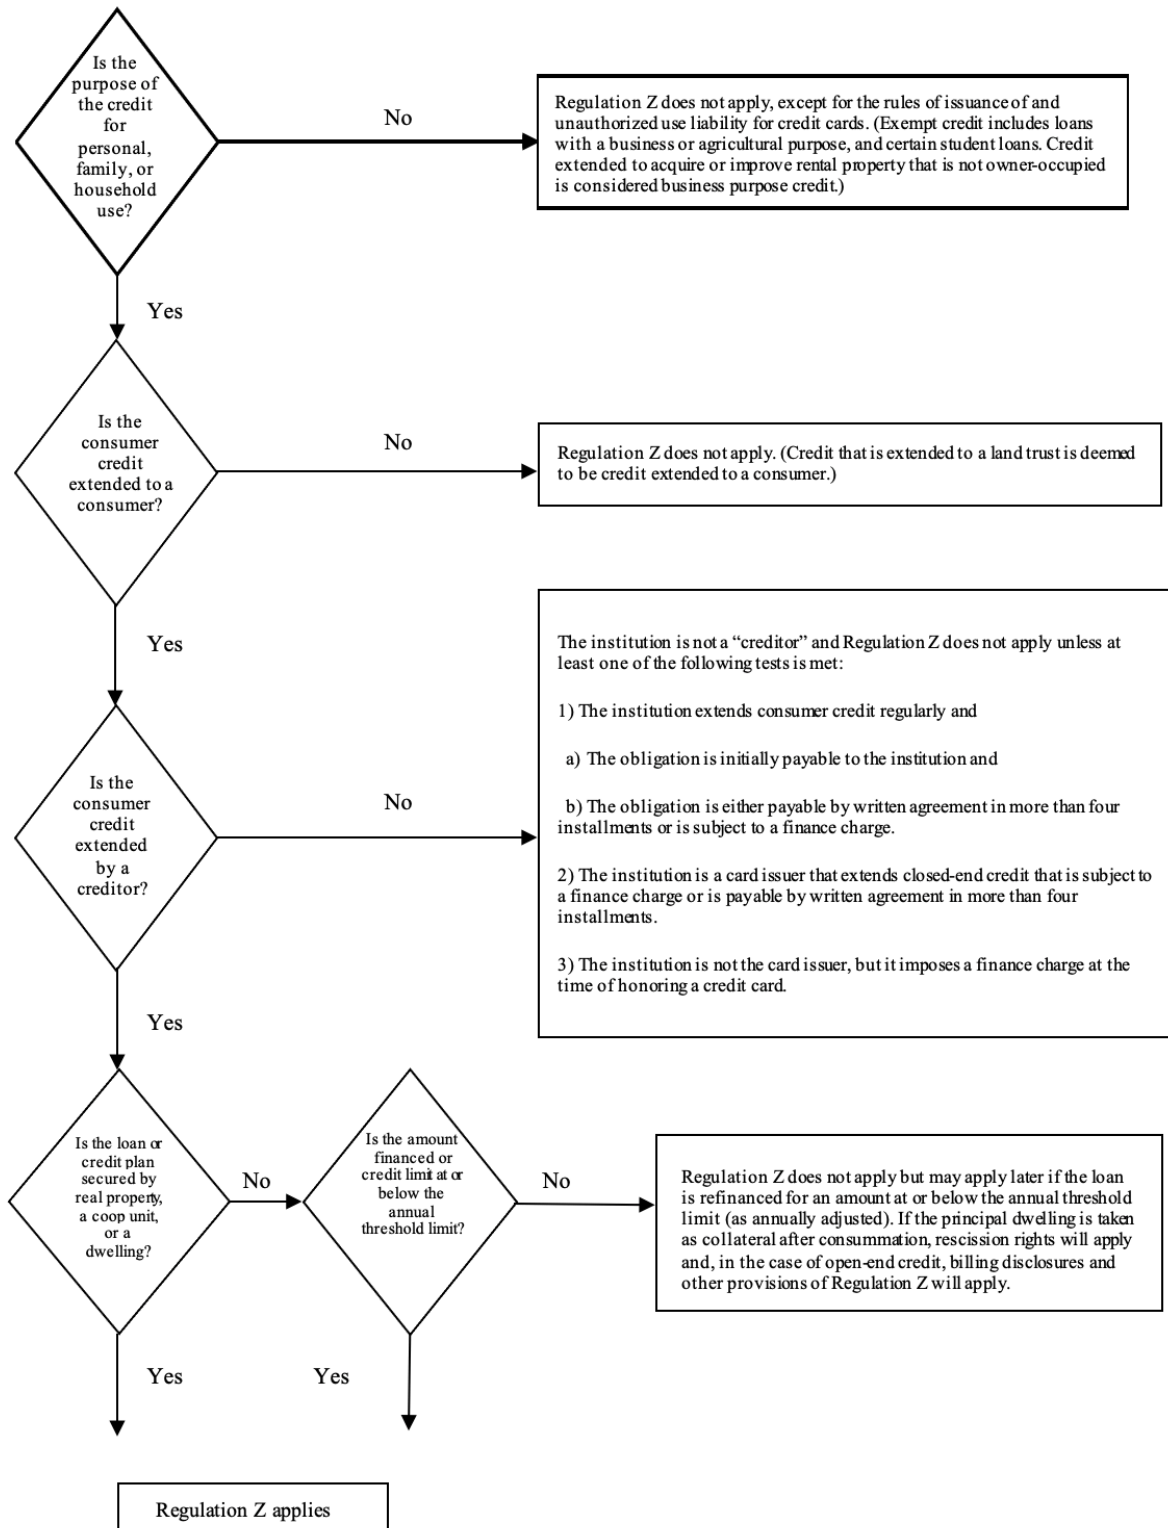 Is the
purpose of
the credit
for
personal,
family, or
household
use?
No
Regulation Z does not apply, except for the rules of issuance of and
unauthorized use liability for credit cards. (Exempt credit includes loans
with a business or agricultural purpose, and certain student loans. Credit
extended to acquire or improve rental property that is not owner-occupied
is considered business purpose credit.)
Yes
Is the
consumer
credit
extended to a
consumer?
No
Regulation Z does not apply. (Credit that is extended to a land trust is deemed
to be credit extended to a consumer.)
Yes
Is the
consumer
credit
extended
by a
creditor?
No
The institution is not a “creditor” and Regulation Z does not apply unless at
least one of the following tests is met:
1) The institution extends consumer credit regularly and
a) The obligation is initially payable to the institution and
b) The obligation is either payable by written agreement in more than four
installments or is subject to a finance charge.
2) The institution is a card issuer that extends closed-end credit that is subject to
a finance charge or is payable by written agreement in more than four
installments.
3) The institution is not the card issuer, but it imposes a finance charge at the
time of honoring a credit card.
Yes
Is the loan or
credit plan
secured by
real property,
a coop unit,
or a
dwelling?
No
Is the amount
financed or
credit limit at or
below the
annual
threshold limit?
No
Regulation Z does not apply but may apply later if the loan
is refinanced for an amount at or below the annual threshold
limit (as annually adjusted). If the principal dwelling is taken
as collateral after consummation, rescission rights will apply
and, in the case of open-end credit, billing disclosures and
other provisions of Regulation Z will apply.
Yes
Yes
Regulation Z applies